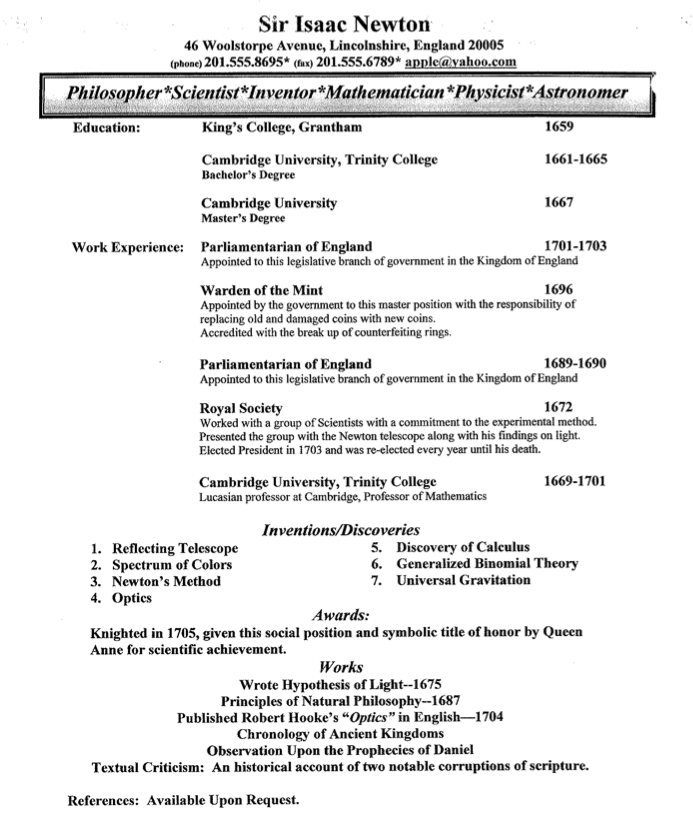 Sir Isaac Newton
46 Woolstorpe Avenue, Lincolnshire, England 20005
(phone) 201.555.8695* (fax) 201.555.6789* apple@yahoo.com
Philosopher*Scientist*Inventor*Mathematician*Physicist*Astronomer
Education: King's College, Grantham 1659
Cambridge University, Trinity College 1661-1665
Bachelor's Degree
Cambridge University 1667
Master's Degree
Work Experience: Parliamentarian of England 1701-1703
Appointed to this legislative branch of government in the Kingdom of England
Warden of the Mint 1696
Appointed by the government to this master position with the responsibility of
replacing old and damaged coins with new coins.
Accredited with the break up of counterfeiting rings.
Parliamentarian of England 1689-1690
Appointed to this legislative branch of government in the Kingdom of England
Royal Society 1672
Worked with a group of Scientists with a commitment to the experimental method.
Presented the group with the Newton telescope along with his findings on light.
Elected President in 1703 and was re-elected every year until his death.
Cambridge University, Trinity College 1669-1701
Lucasian professor at Cambridge, Professor of Mathematics
Inventions/Discoveries
1. Reflecting Telescope
2. Spectrum of Colors
3. Newton's Method
4. Optics
5. Discovery of Calculus
6. Generalized Binomial Theory
7. Universal Gravitation
Awards:
Knighted in 1705, given this social position and symbolic title of honor by Queen
Anne for scientific achievement.
Works
Wrote Hypothesis of Light--1675
Principles of Natural Philosophy--1687
Published Robert Hooke's "Optics" in English—1704
Chronology of Ancient Kingdoms
Observation Upon the Prophecies of Daniel
Textual Criticism: An historical account of two notable corruptions of scripture.
References: Available Upon Request.